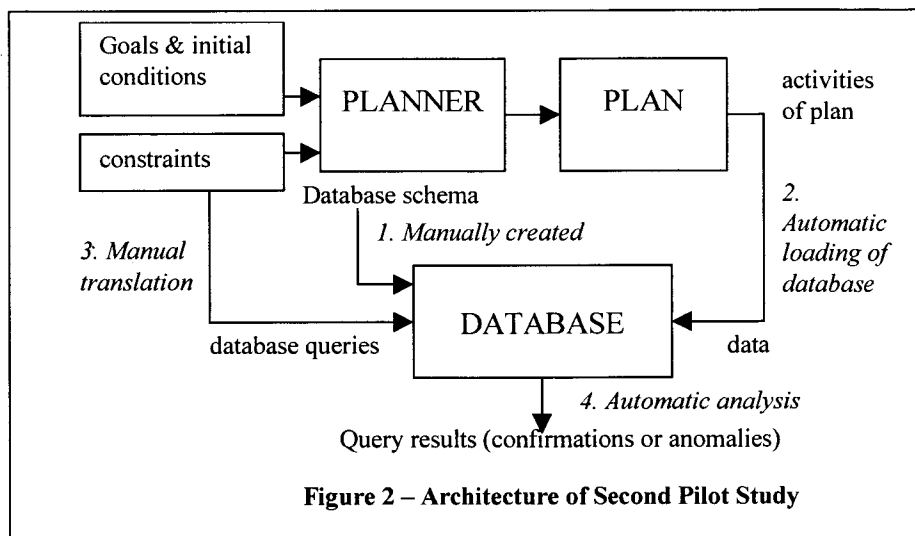 Goals & initial
conditions
PLANNER
PLAN
activities
of plan
constraints
Database schema
1. Manually created
2.
Automatic
loading of
database
3. Manual
translation
DATABASE
database queries
data
4. Automatic analysis
Query results (confirmations or anomalies)
Figure 2 – Architecture of Second Pilot Study